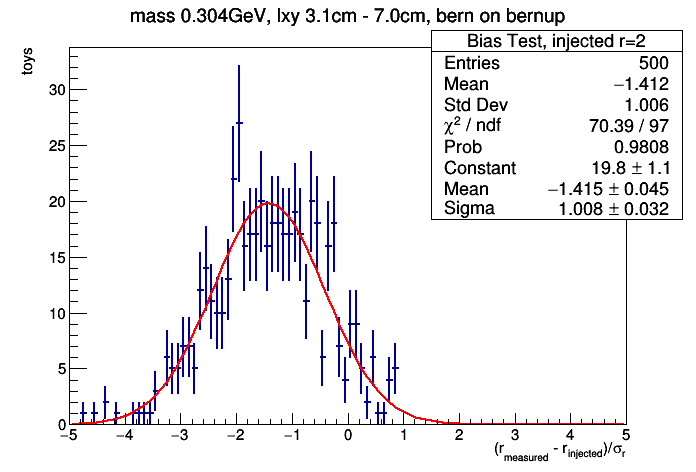 mass 0.304GeV, lxy 3.1cm - 7.0cm, bern on bernup
Bias Test, injected r=2
Entries 500
Mean −1.412
Std Dev 1.006
χ² / ndf 70.39 / 97
Prob 0.9808
Constant 19.8 ± 1.1
Mean −1.415 ± 0.045
Sigma 1.008 ± 0.032
toys
30
25
20
15
10
5
0
−5 −4 −3 −2 −1 0 1 2 3 4 5
(r_measured - r_injected)/σ_r